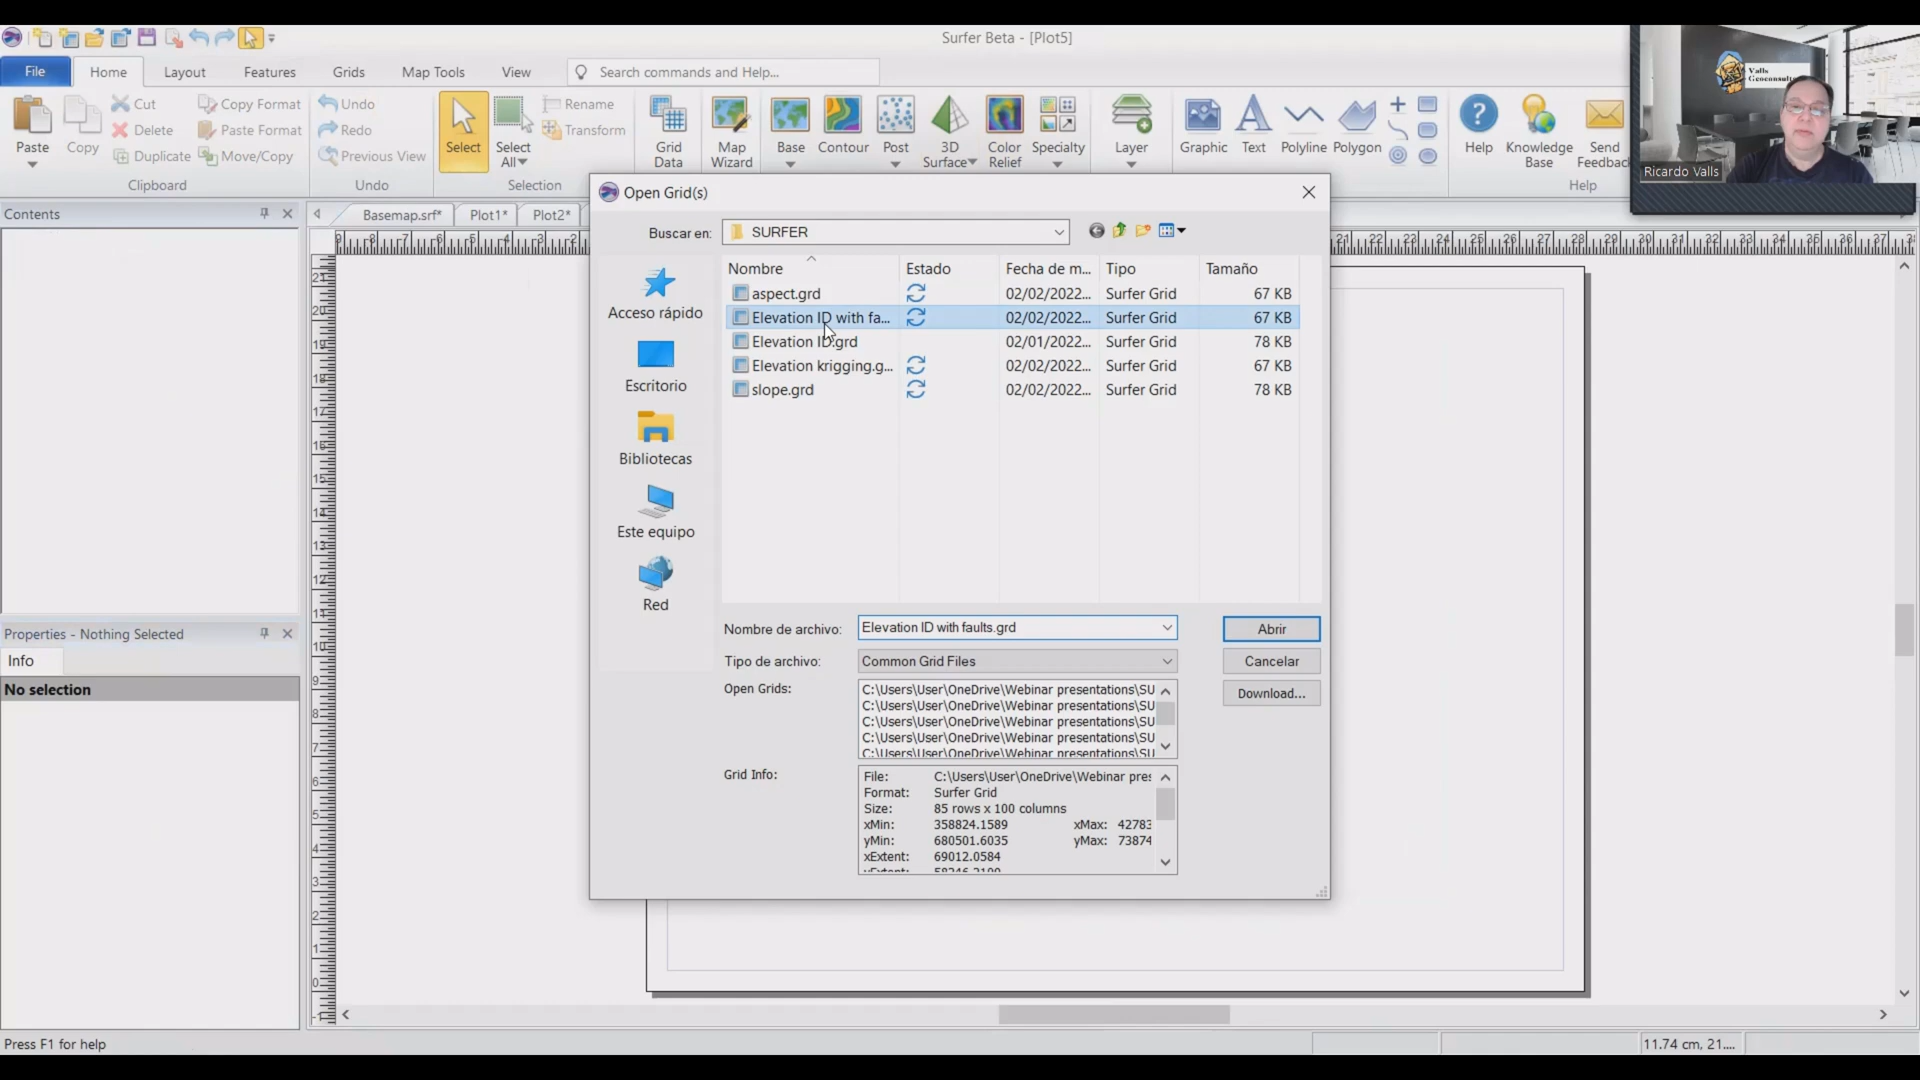 Surfer Beta - [Plot5]
File Home Layout Features Grids Map Tools View Search commands and Help...
Paste
Copy
Cut
Delete
Duplicate
Copy Format
Paste Format
Move/Copy
Clipboard
Undo
Redo
Previous View
Undo
Select
Select All
Rename
Transform
Selection
Grid Data
Map Wizard
Base
Contour
Post
3D Surface
Color Relief
Specialty
Layer
Graphic
Text
Polyline
Polygon
Help
Knowledge Base
Send Feedback
Help
Valls
Ricardo Valls
Contents
Basemap.srf* Plot1* Plot2*
Properties - Nothing Selected
Info
No selection
Open Grid(s)
Buscar en: SURFER
Acceso rápido
Escritorio
Bibliotecas
Este equipo
Red
Nombre Estado Fecha de m... Tipo Tamaño
aspect.grd 02/02/2022... Surfer Grid 67 KB
Elevation ID with fa... 02/02/2022... Surfer Grid 67 KB
Elevation ID.grd 02/01/2022... Surfer Grid 78 KB
Elevation krigging.g... 02/02/2022... Surfer Grid 67 KB
slope.grd 02/02/2022... Surfer Grid 78 KB
Nombre de archivo: Elevation ID with faults.grd Abrir
Tipo de archivo: Common Grid Files Cancelar
Open Grids: Download...
C:\Users\User\OneDrive\Webinar presentations\SU
C:\Users\User\OneDrive\Webinar presentations\SU
C:\Users\User\OneDrive\Webinar presentations\SU
C:\Users\User\OneDrive\Webinar presentations\SU
C:\Users\User\OneDrive\Webinar presentations\SU
Grid Info:
File: C:\Users\User\OneDrive\Webinar pres
Format: Surfer Grid
Size: 85 rows x 100 columns
xMin: 358824.1589 xMax: 42783
yMin: 680501.6035 yMax: 73874
xExtent: 69012.0584
Press F1 for help
11.74 cm, 21....